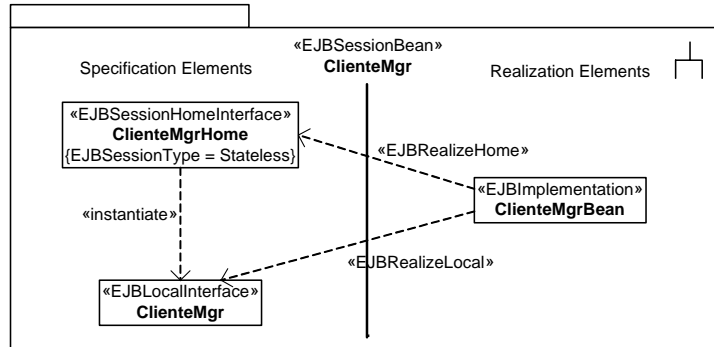 «EJBSessionBean»
ClienteMgr
Specification Elements
Realization Elements
«EJBSessionHomeInterface»
ClienteMgrHome
{EJBSessionType = Stateless}
«EJBRealizeHome»
«EJBImplementation»
ClienteMgrBean
«instantiate»
«EJBRealizeLocal»
«EJBLocalInterface»
ClienteMgr